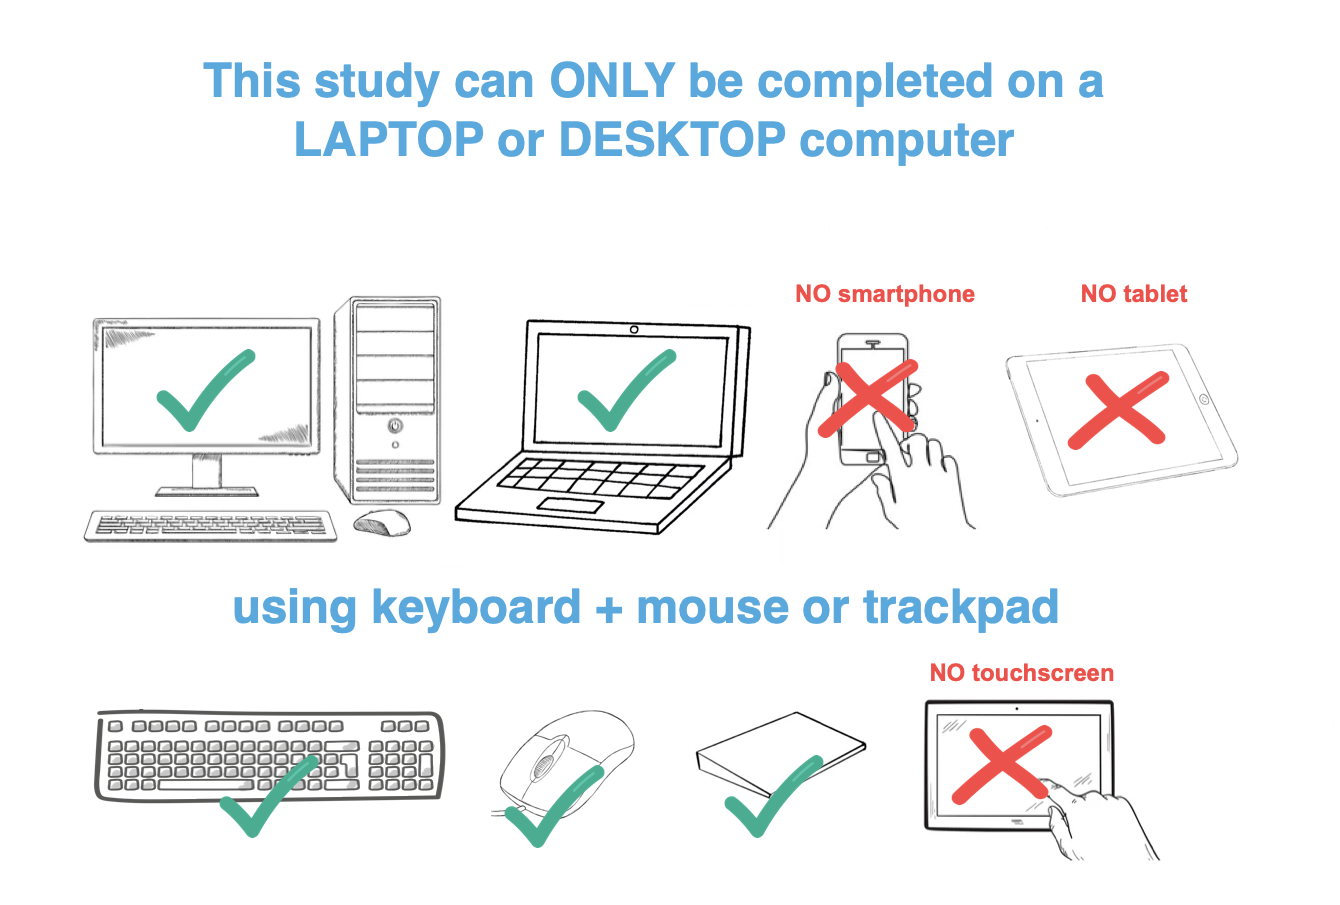 This study can ONLY be completed on a
LAPTOP or DESKTOP computer
NO smartphone
NO tablet
using keyboard + mouse or trackpad
NO touchscreen